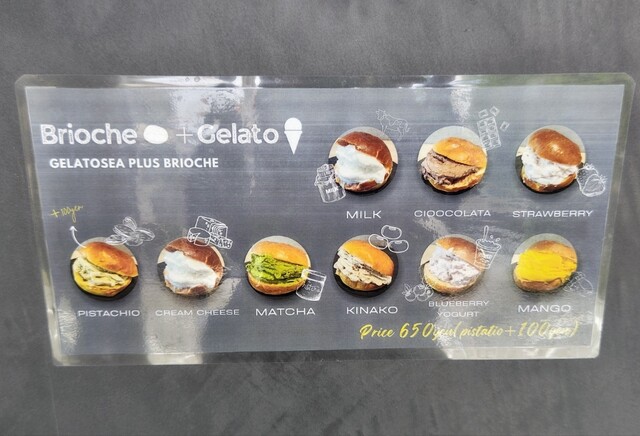 Brioche + Gelato
GELATOSEA PLUS BRIOCHE
MILK
CIOCCOLATA
STRAWBERRY
+100yen
PISTACHIO
CREAM CHEESE
MATCHA
KINAKO
BLUEBERRY
YOGURT
MANGO
Price 650yen(pistatio+100yen)